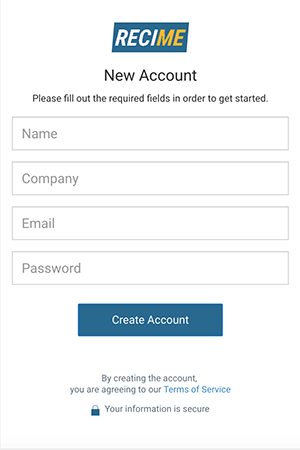 RECIME
New Account
Please fill out the required fields in order to get started.
Name
Company
Email
Password
Create Account
By creating the account,
you are agreeing to our Terms of Service
Your information is secure